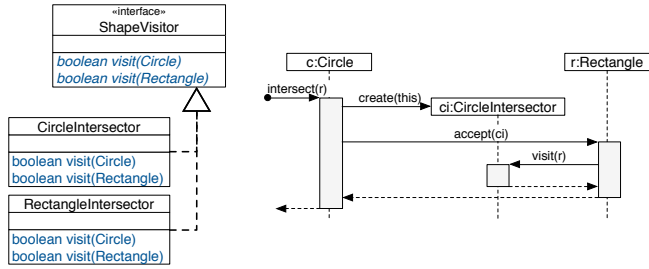 «interface»
ShapeVisitor
boolean visit(Circle)
boolean visit(Rectangle)
CircleIntersector
boolean visit(Circle)
boolean visit(Rectangle)
RectangleIntersector
boolean visit(Circle)
boolean visit(Rectangle)
c:Circle
r:Rectangle
intersect(r)
create(this)
ci:CircleIntersector
accept(ci)
visit(r)